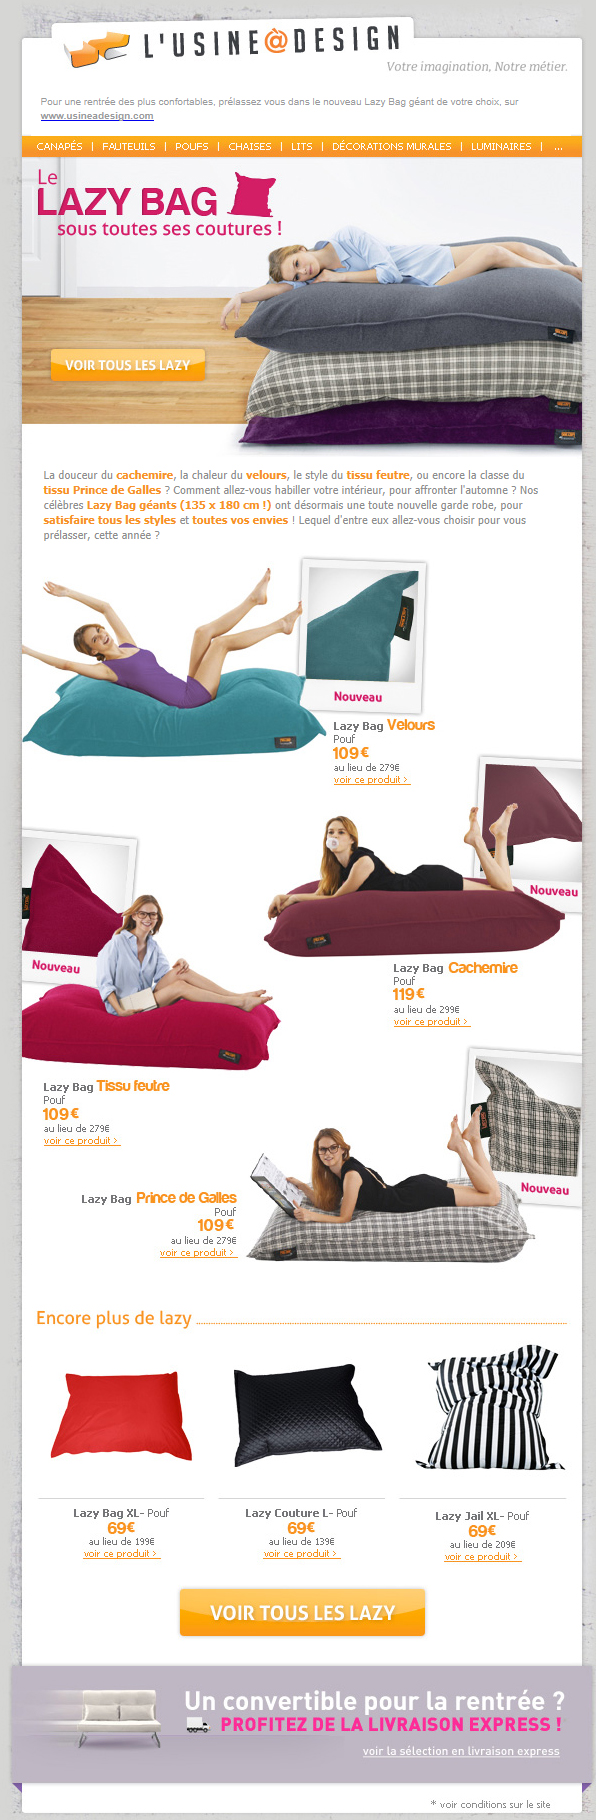 L'USINE@DESIGN
Votre imagination, Notre métier.
Pour une rentrée des plus confortables, prélassez vous dans le nouveau Lazy Bag géant de votre choix, sur
www.usineadesign.com
CANAPÉS | FAUTEUILS | POUFS | CHAISES | LITS | DÉCORATIONS MURALES | LUMINAIRES | ...
Le
LAZY BAG
sous toutes ses coutures !
VOIR TOUS LES LAZY
La douceur du cachemire, la chaleur du velours, le style du tissu feutre, ou encore la classe du
tissu Prince de Galles ? Comment allez-vous habiller votre intérieur, pour affronter l'automne ? Nos
célèbres Lazy Bag géants (135 x 180 cm !) ont désormais une toute nouvelle garde robe, pour
satisfaire tous les styles et toutes vos envies ! Lequel d'entre eux allez-vous choisir pour vous
prélasser, cette année ?
Nouveau
Lazy Bag Velours
Pouf
109€
au lieu de 279€
voir ce produit >
Nouveau
Lazy Bag Cachemire
Pouf
119€
au lieu de 299€
voir ce produit >
Nouveau
Lazy Bag Tissu feutre
Pouf
109€
au lieu de 279€
voir ce produit >
Nouveau
Lazy Bag Prince de Galles
Pouf
109€
au lieu de 279€
voir ce produit >
Encore plus de lazy
Lazy Bag XL- Pouf
69€
au lieu de 199€
voir ce produit >
Lazy Couture L- Pouf
69€
au lieu de 139€
voir ce produit >
Lazy Jail XL- Pouf
69€
au lieu de 209€
voir ce produit >
VOIR TOUS LES LAZY
Un convertible pour la rentrée ?
PROFITEZ DE LA LIVRAISON EXPRESS !
voir la sélection en livraison express
* voir conditions sur le site